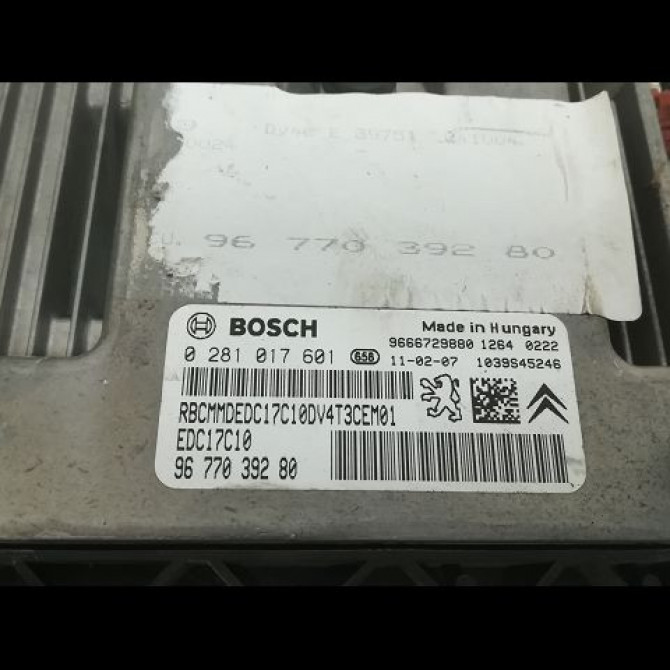 96 770 392 80
BOSCH
Made in Hungary
9666729880 1264 0222
0 281 017 601 656 11-02-07 1039S45246
RBCMMDEDC17C10DV4T3CEM01
EDC17C10
96 770 392 80